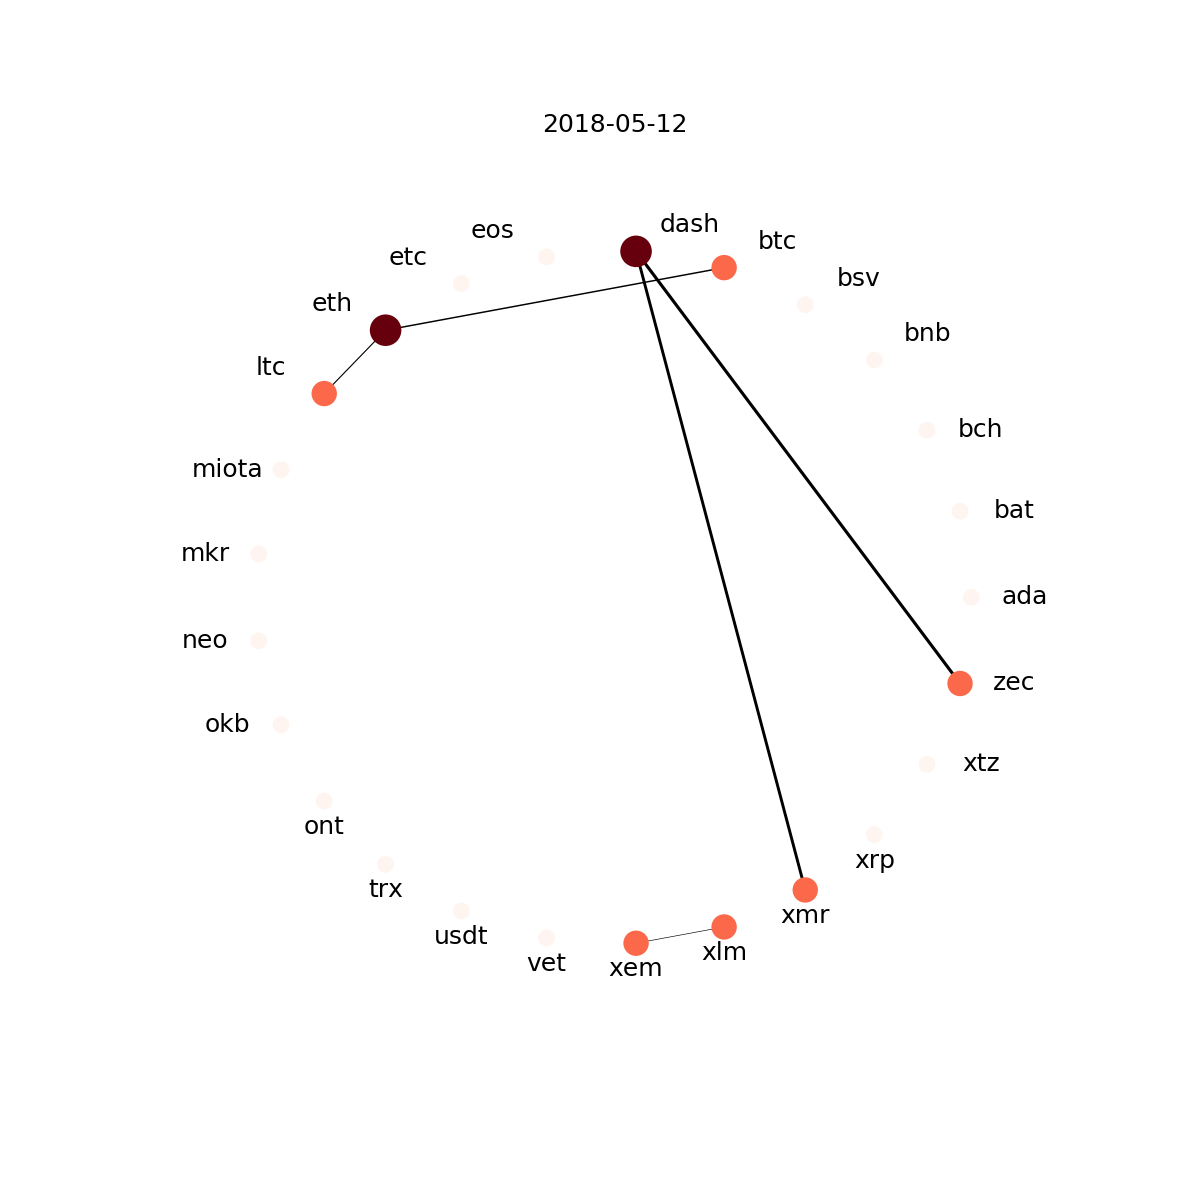 2018-05-12
dash
eos
btc
etc
bsv
eth
bnb
ltc
bch
miota
bat
mkr
ada
neo
zec
okb
xtz
ont
xrp
trx
xmr
usdt
xlm
vet
xem